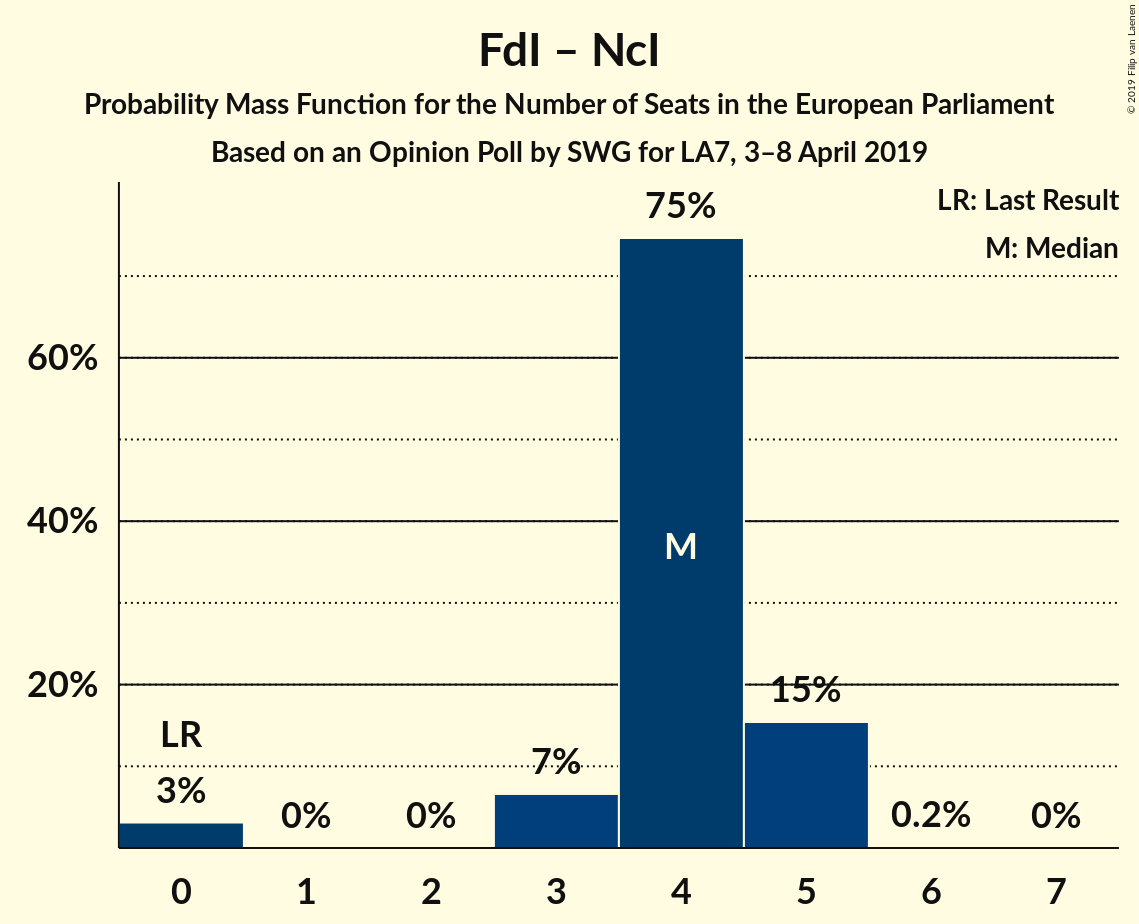 FdI – NcI
Probability Mass Function for the Number of Seats in the European Parliament
Based on an Opinion Poll by SWG for LA7, 3–8 April 2019
© 2019 Filip van Laenen
LR: Last Result
M: Median
75%
60%
40%
M
20%
15%
LR
7%
3%
0%
0%
0.2%
0%
0 1 2 3 4 5 6 7